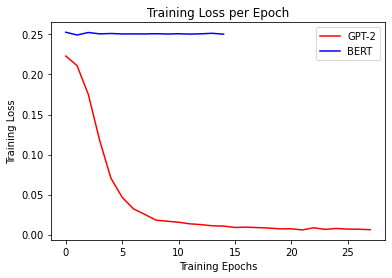 Training Loss per Epoch
GPT-2
BERT
Training Loss
0.25
0.20
0.15
0.10
0.05
0.00
0 5 10 15 20 25
Training Epochs